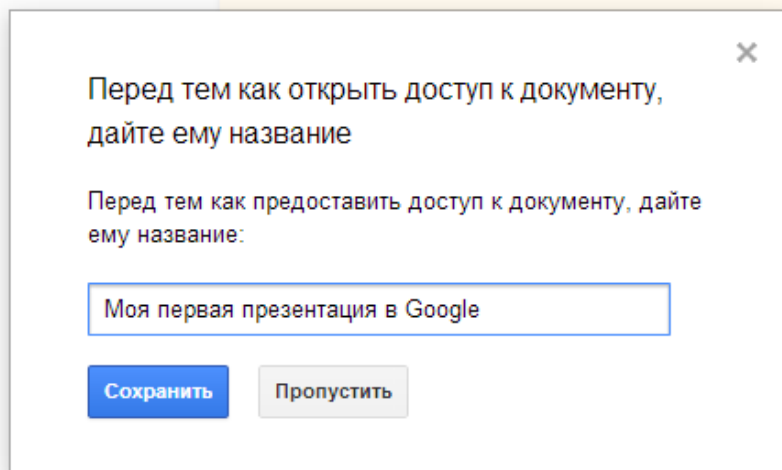 Перед тем как открыть доступ к документу,
дайте ему название
Перед тем как предоставить доступ к документу, дайте
ему название:
Моя первая презентация в Google
Сохранить Пропустить